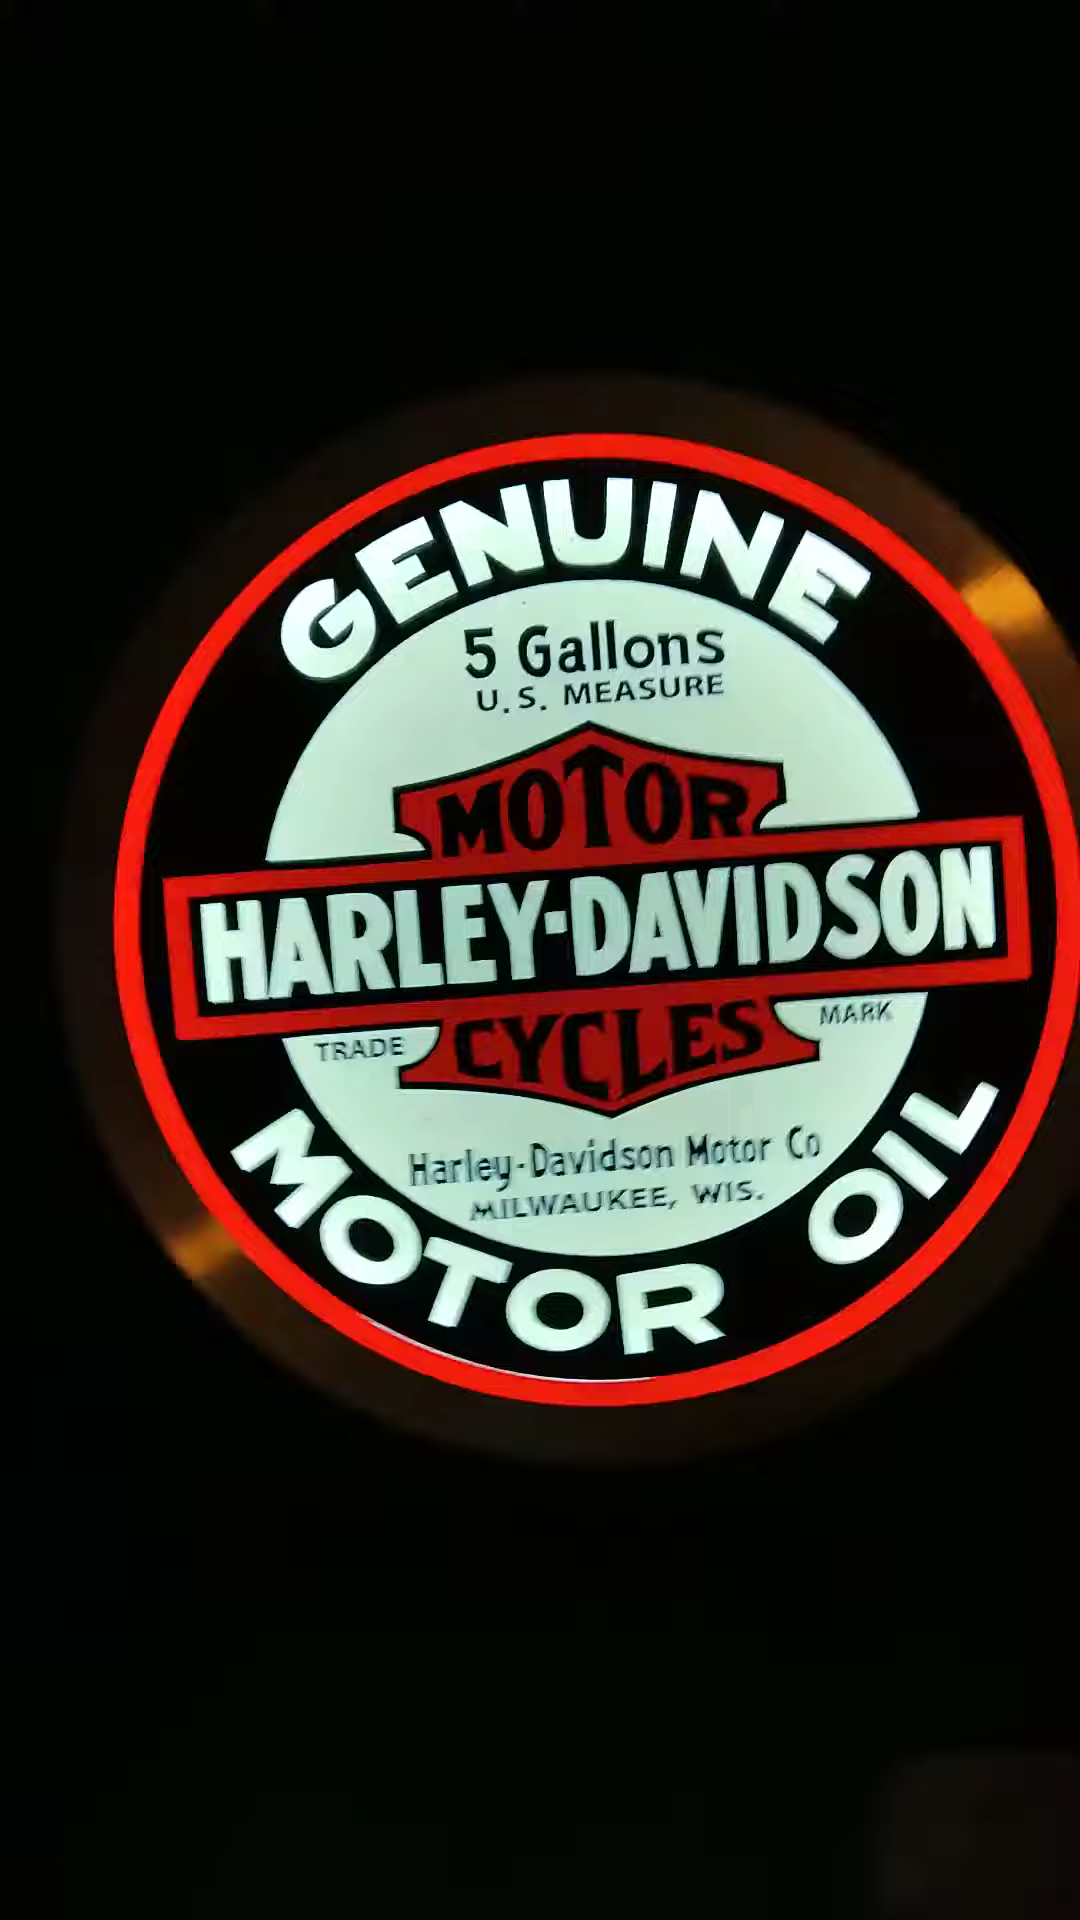 GENUINE
5 Gallons
U.S. MEASURE
MOTOR
HARLEY-DAVIDSON
CYCLES
TRADE MARK
Harley-Davidson Motor Co
MILWAUKEE, WIS.
MOTOR OIL